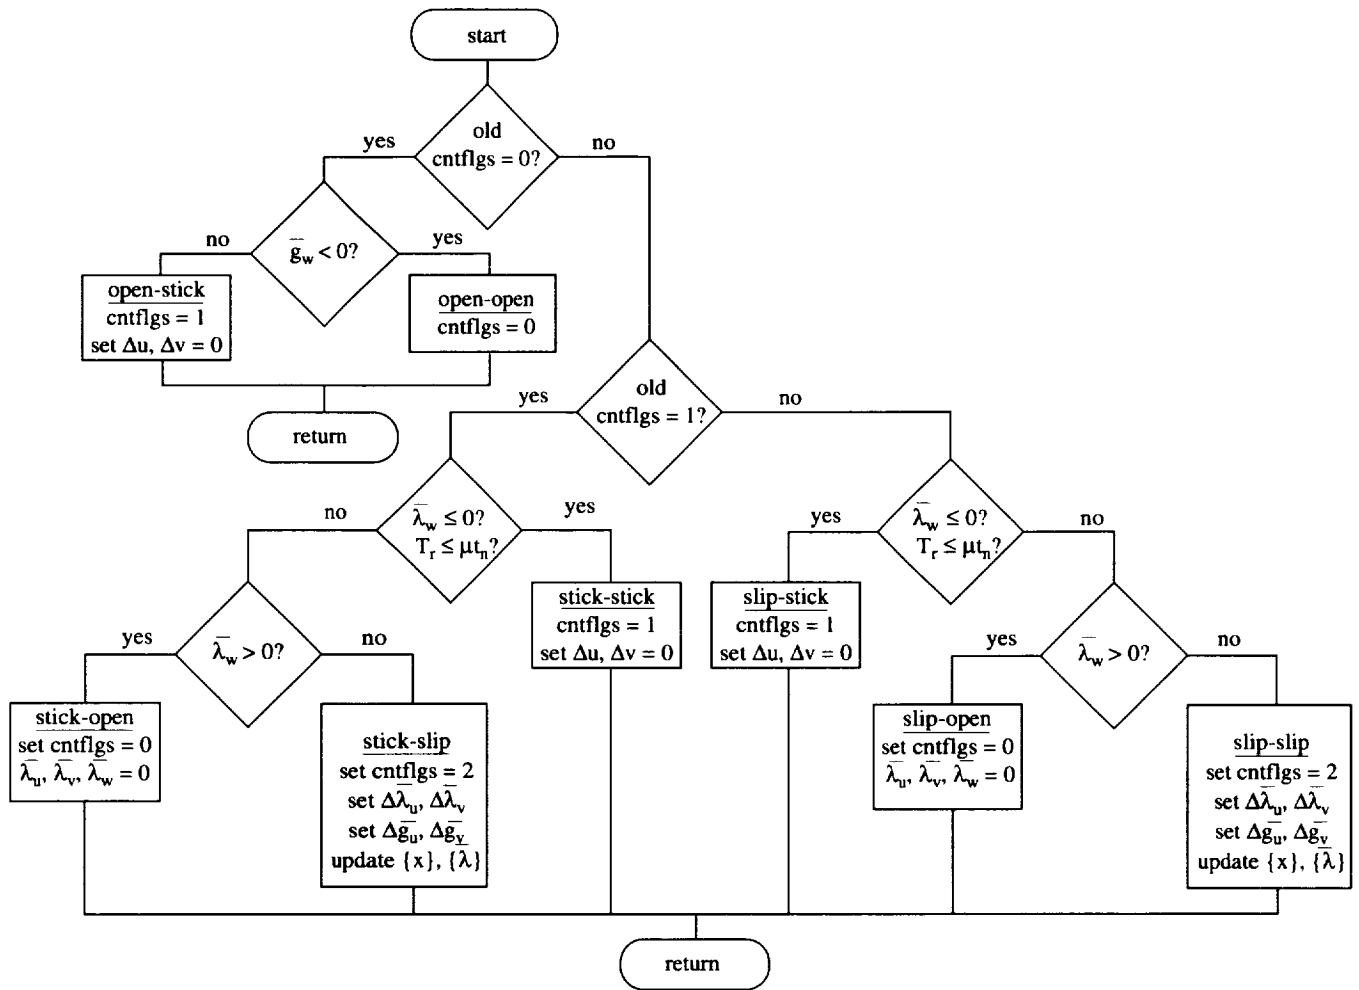 start
old
cntflgs = 0?
yes
no
g̅w < 0?
no
yes
open-stick
cntflgs = 1
set Δu, Δv = 0
open-open
cntflgs = 0
return
old
cntflgs = 1?
yes
no
λ̅w ≤ 0?
Tr ≤ μtn?
no
yes
λ̅w ≤ 0?
Tr ≤ μtn?
yes
no
stick-stick
cntflgs = 1
set Δu, Δv = 0
slip-stick
cntflgs = 1
set Δu, Δv = 0
λ̅w > 0?
yes
no
λ̅w > 0?
yes
no
stick-open
set cntflgs = 0
λ̅u, λ̅v, λ̅w = 0
stick-slip
set cntflgs = 2
set Δλ̅u, Δλ̅v
set Δg̅u, Δg̅v
update {x}, {λ̅}
slip-open
set cntflgs = 0
λ̅u, λ̅v, λ̅w = 0
slip-slip
set cntflgs = 2
set Δλ̅u, Δλ̅v
set Δg̅u, Δg̅v
update {x}, {λ̅}
return